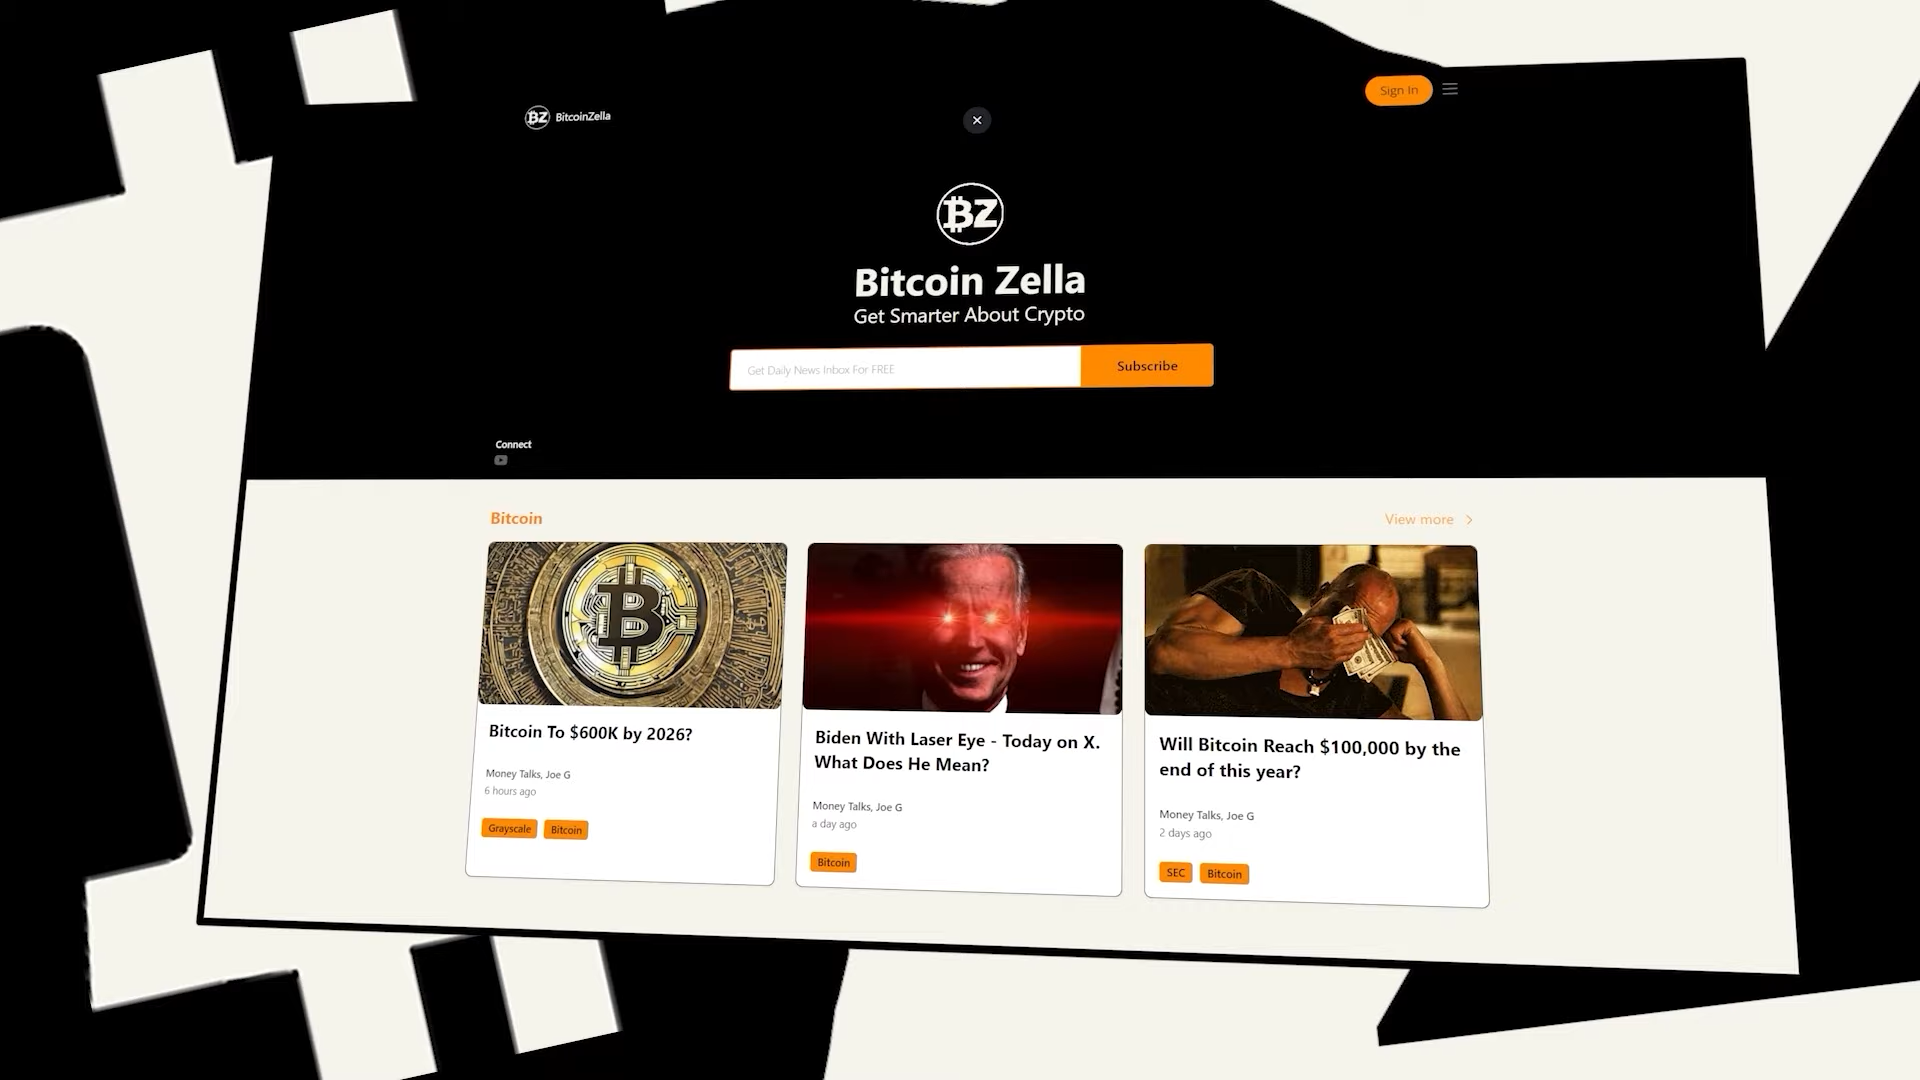 BZ BitcoinZella
Sign In
BZ
Bitcoin Zella
Get Smarter About Crypto
Get Daily News Inbox For FREE
Subscribe
Connect
Bitcoin
View more
Bitcoin To $600K by 2026?
Money Talks, Joe G
6 hours ago
Grayscale
Bitcoin
Biden With Laser Eye - Today on X.
What Does He Mean?
Money Talks, Joe G
a day ago
Bitcoin
Will Bitcoin Reach $100,000 by the
end of this year?
Money Talks, Joe G
2 days ago
SEC
Bitcoin